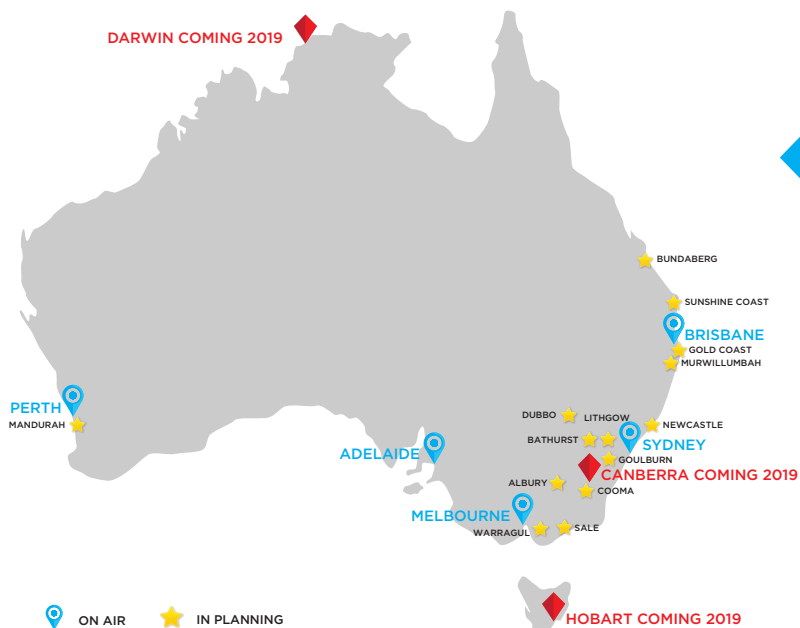 DARWIN COMING 2019
BUNDABERG
SUNSHINE COAST
BRISBANE
GOLD COAST
MURWILLUMBAH
PERTH
MANDURAH
DUBBO
LITHGOW
NEWCASTLE
BATHURST
SYDNEY
ADELAIDE
GOULBURN
CANBERRA COMING 2019
ALBURY
COOMA
MELBOURNE
WARRAGUL
SALE
HOBART COMING 2019
ON AIR
IN PLANNING